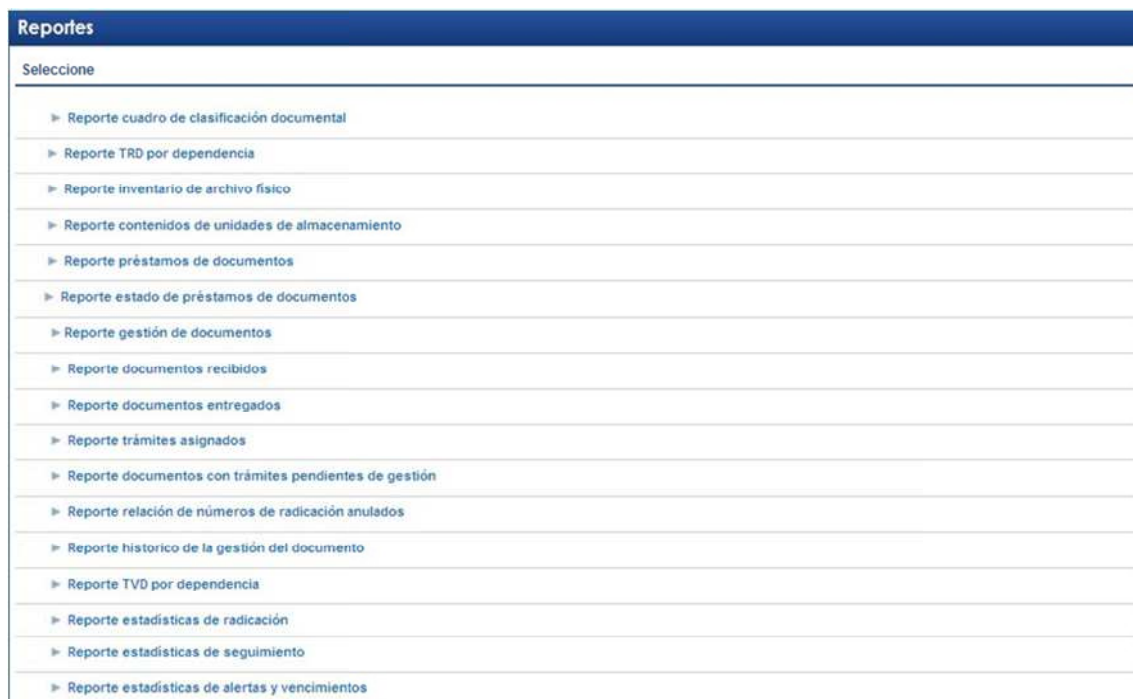 Reportes
Seleccione
Reporte cuadro de clasificación documental
Reporte TRD por dependencia
Reporte inventario de archivo físico
Reporte contenidos de unidades de almacenamiento
Reporte préstamos de documentos
Reporte estado de préstamos de documentos
Reporte gestión de documentos
Reporte documentos recibidos
Reporte documentos entregados
Reporte trámites asignados
Reporte documentos con trámites pendientes de gestión
Reporte relación de números de radicación anulados
Reporte historico de la gestión del documento
Reporte TVD por dependencia
Reporte estadísticas de radicación
Reporte estadísticas de seguimiento
Reporte estadísticas de alertas y vencimientos